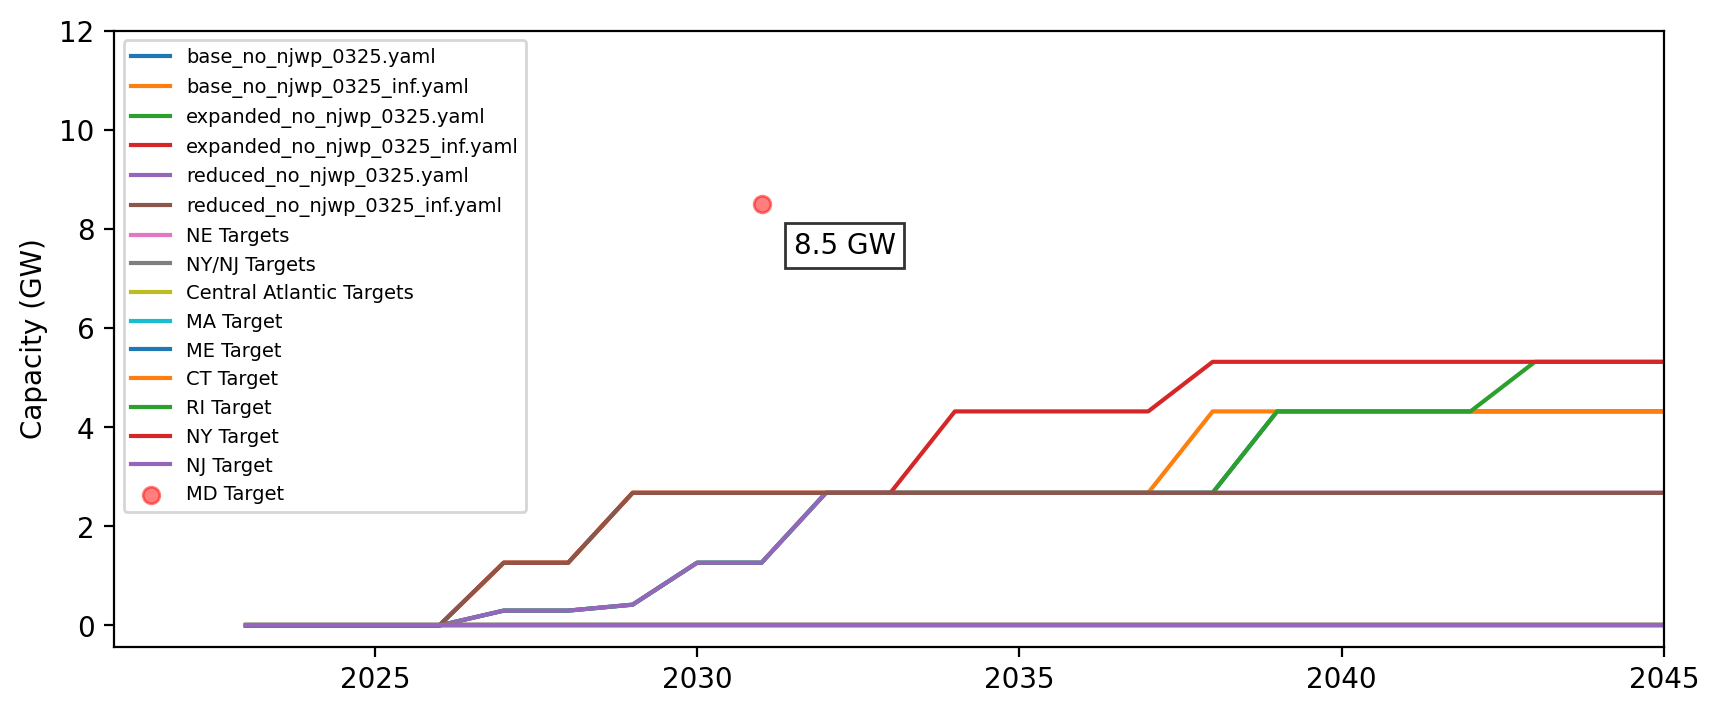 12
10
8
6
4
2
0
Capacity (GW)
base_no_njwp_0325.yaml
base_no_njwp_0325_inf.yaml
expanded_no_njwp_0325.yaml
expanded_no_njwp_0325_inf.yaml
reduced_no_njwp_0325.yaml
reduced_no_njwp_0325_inf.yaml
NE Targets
NY/NJ Targets
Central Atlantic Targets
MA Target
ME Target
CT Target
RI Target
NY Target
NJ Target
MD Target
8.5 GW
2025
2030
2035
2040
2045